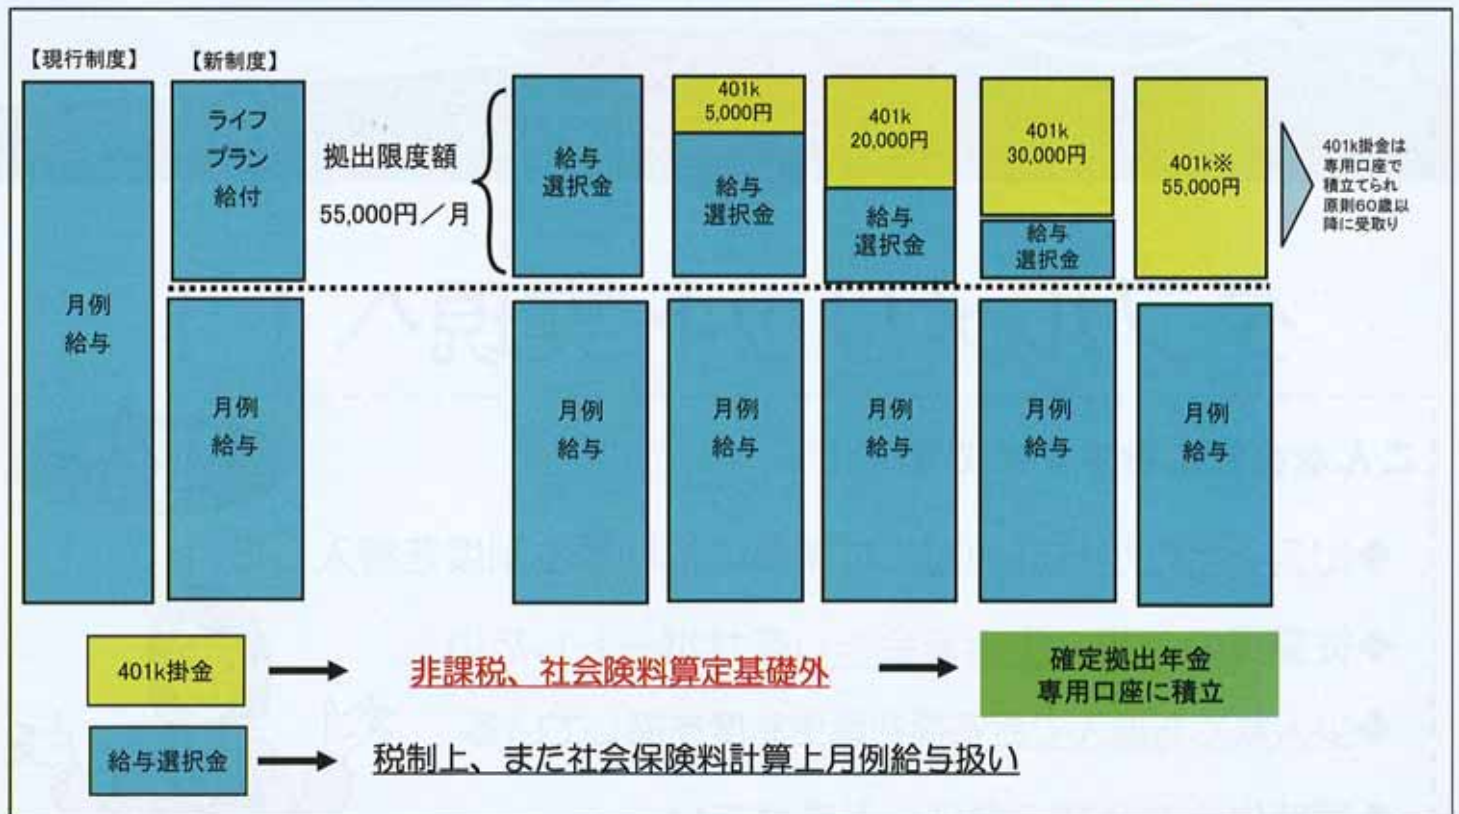 【現行制度】
【新制度】
月例
給与
ライフ
プラン
給付
月例
給与
拠出限度額
55,000円／月
給与
選択金
月例
給与
401k
5,000円
給与
選択金
月例
給与
401k
20,000円
給与
選択金
月例
給与
401k
30,000円
給与
選択金
月例
給与
401k※
55,000円
月例
給与
401k掛金は
専用口座で
積立てられ
原則60歳以
降に受取り
401k掛金
非課税、社会険料算定基礎外
確定拠出年金
専用口座に積立
給与選択金
税制上、また社会保険料計算上月例給与扱い